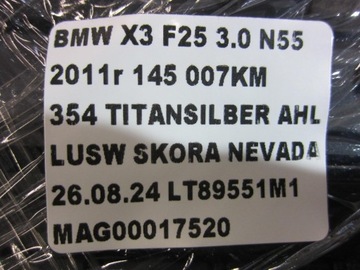 BMW X3 F25 3.0 N55
2011r 145 007KM
354 TITANSILBER AHL
LUSW SKORA NEVADA
26.08.24 LT89551M1
MAG00017520